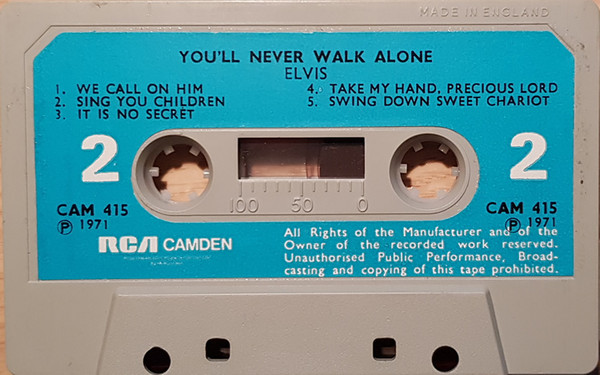 MADE IN ENGLAND
YOU'LL NEVER WALK ALONE
ELVIS
1. WE CALL ON HIM
2. SING YOU CHILDREN
3. IT IS NO SECRET
4. TAKE MY HAND, PRECIOUS LORD
5. SWING DOWN SWEET CHARIOT
2
2
100 50 0
CAM 415
℗ 1971
CAM 415
℗ 1971
RCA CAMDEN
All Rights of the Manufacturer and of the
Owner of the recorded work reserved.
Unauthorised Public Performance, Broad-
casting and copying of this tape prohibited.